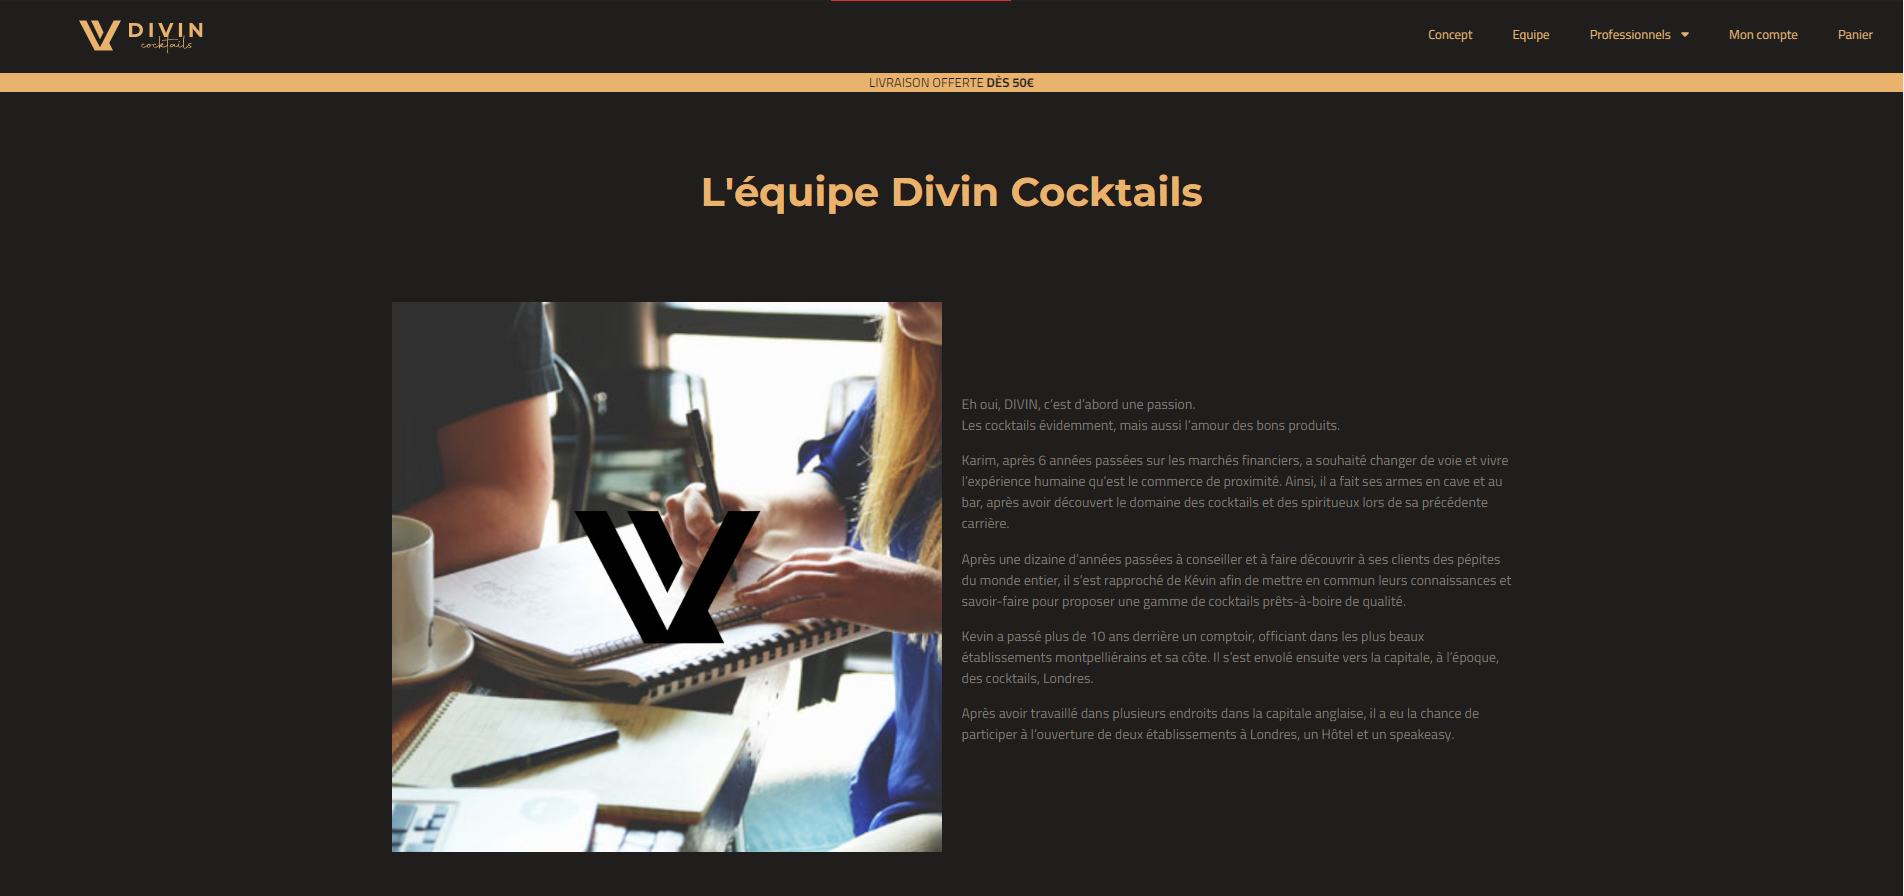 DIVIN
cocktails
Concept
Equipe
Professionnels
Mon compte
Panier
LIVRAISON OFFERTE DÈS 50€
L'équipe Divin Cocktails
Eh oui, DIVIN, c’est d’abord une passion.
Les cocktails évidemment, mais aussi l’amour des bons produits.
Karim, après 6 années passées sur les marchés financiers, a souhaité changer de voie et vivre
l’expérience humaine qu’est le commerce de proximité. Ainsi, il a fait ses armes en cave et au
bar, après avoir découvert le domaine des cocktails et des spiritueux lors de sa précédente
carrière.
Après une dizaine d’années passées à conseiller et à faire découvrir à ses clients des pépites
du monde entier, il s’est rapproché de Kévin afin de mettre en commun leurs connaissances et
savoir-faire pour proposer une gamme de cocktails prêts-à-boire de qualité.
Kevin a passé plus de 10 ans derrière un comptoir, officiant dans les plus beaux
établissements montpelliérains et sa côte. Il s’est envolé ensuite vers la capitale, à l’époque,
des cocktails, Londres.
Après avoir travaillé dans plusieurs endroits dans la capitale anglaise, il a eu la chance de
participer à l’ouverture de deux établissements à Londres, un Hôtel et un speakeasy.